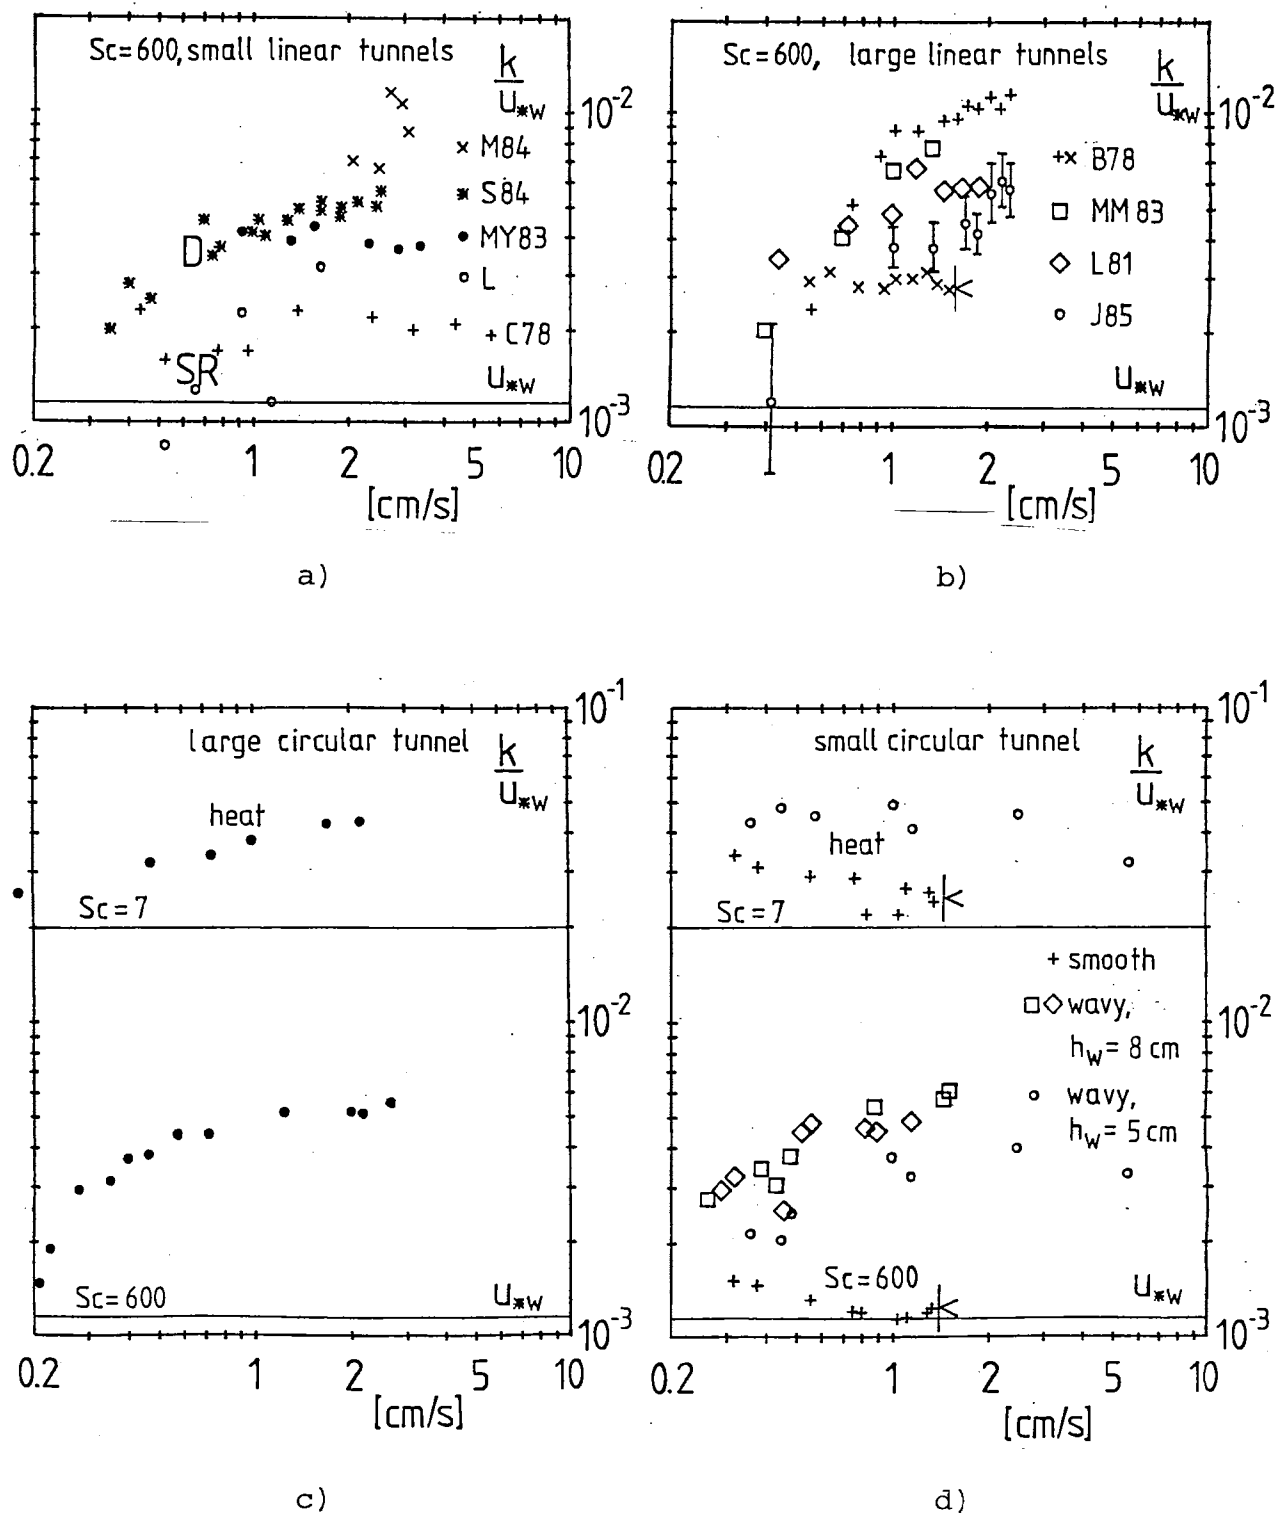 Sc=600, small linear tunnels
k
u*w
10^-2
× M84
* S84
• MY83
o L
+ C78
D
SR
u*w
10^-3
0.2 1 2 5 10
[cm/s]
a)
Sc=600, large linear tunnels
k
u*w
10^-2
+× B78
□ MM83
◇ L81
o J85
u*w
10^-3
0.2 1 2 5 10
[cm/s]
b)
10^-1
large circular tunnel
k
u*w
heat
Sc=7
10^-2
Sc=600
u*w
10^-3
0.2 1 2 5 10
[cm/s]
c)
10^-1
small circular tunnel
k
u*w
heat
Sc=7
+ smooth
10^-2
□◇ wavy,
hw= 8 cm
o wavy,
hw= 5 cm
Sc=600
u*w
10^-3
0.2 1 2 5 10
[cm/s]
d)